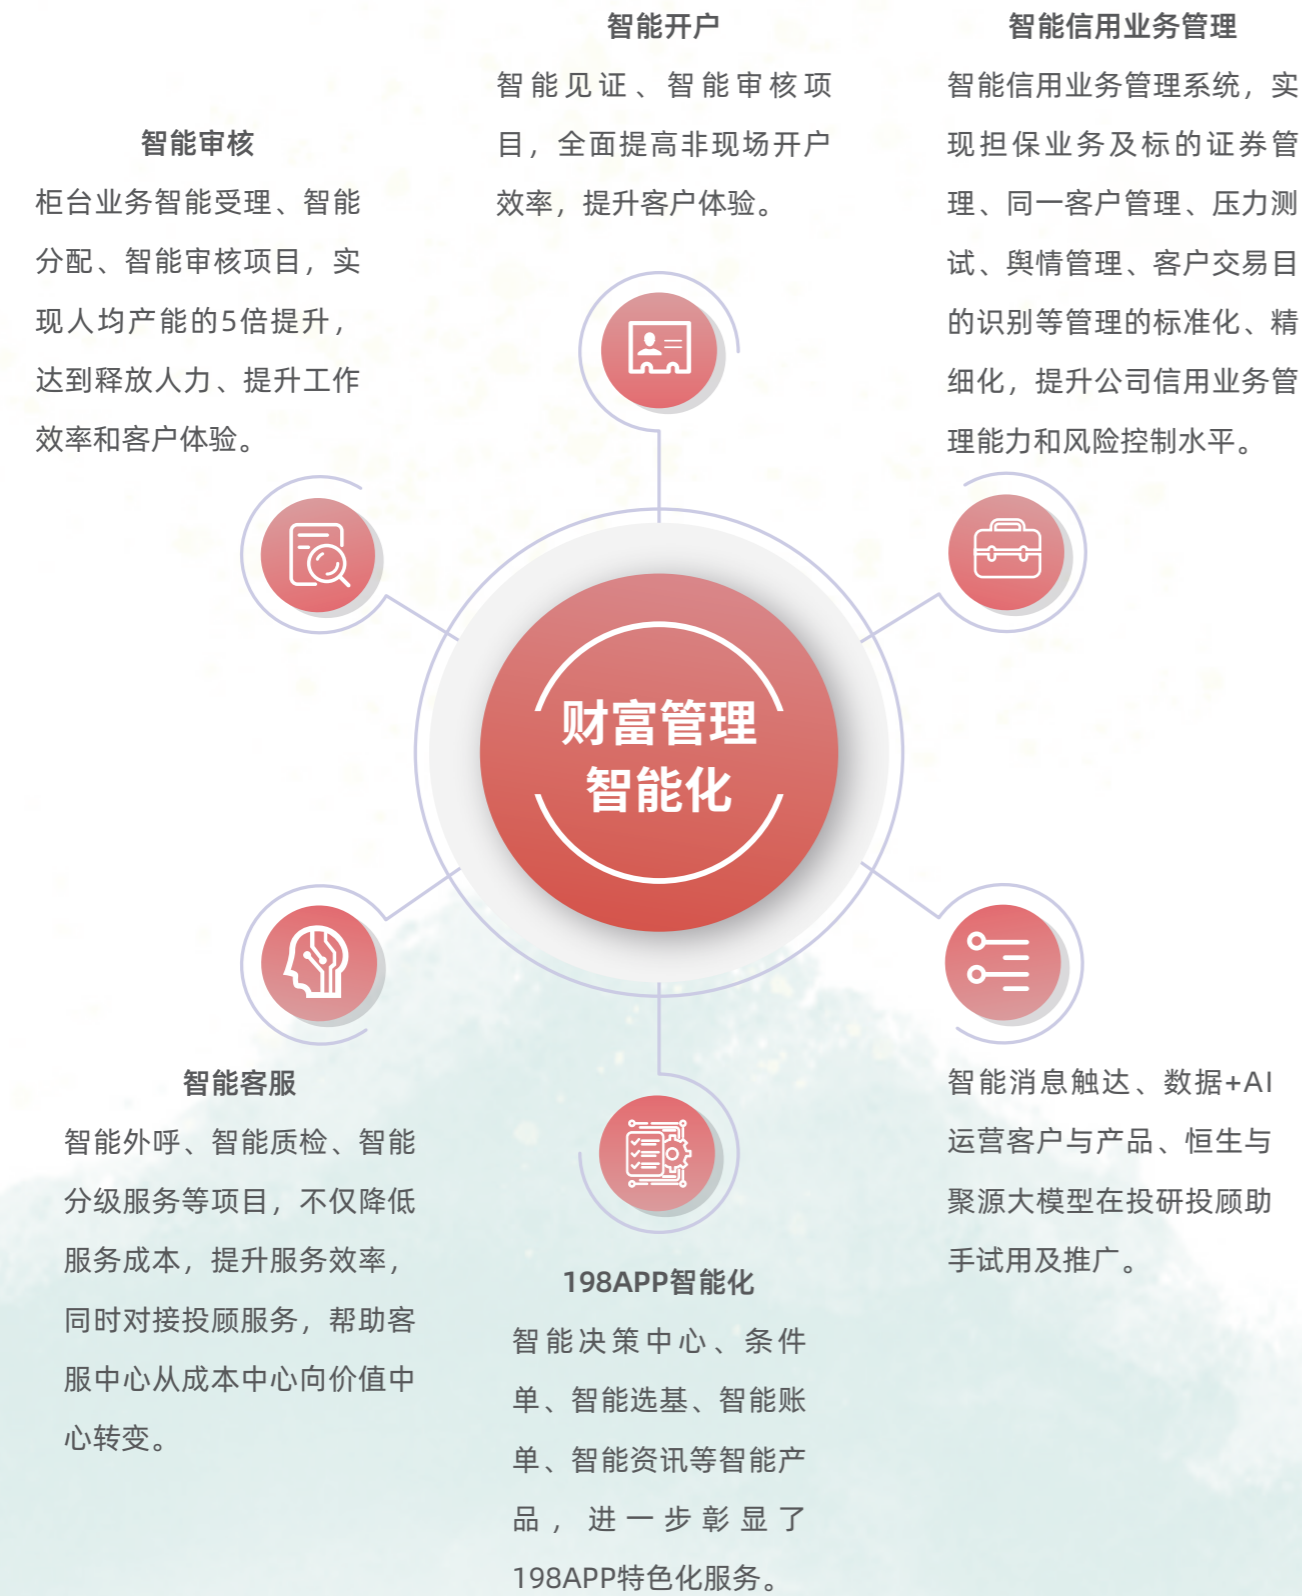 智能开户
智能见证、智能审核项
目，全面提高非现场开户
效率，提升客户体验。
智能信用业务管理
智能信用业务管理系统，实
现担保业务及标的证券管
理、同一客户管理、压力测
试、舆情管理、客户交易目
的识别等管理的标准化、精
细化，提升公司信用业务管
理能力和风险控制水平。
智能审核
柜台业务智能受理、智能
分配、智能审核项目，实
现人均产能的5倍提升，
达到释放人力、提升工作
效率和客户体验。
财富管理
智能化
智能客服
智能外呼、智能质检、智能
分级服务等项目，不仅降低
服务成本，提升服务效率，
同时对接投顾服务，帮助客
服中心从成本中心向价值中
心转变。
198APP智能化
智能决策中心、条件
单、智能选基、智能账
单、智能资讯等智能产
品，进一步彰显了
198APP特色化服务。
智能消息触达、数据+AI
运营客户与产品、恒生与
聚源大模型在投研投顾助
手试用及推广。